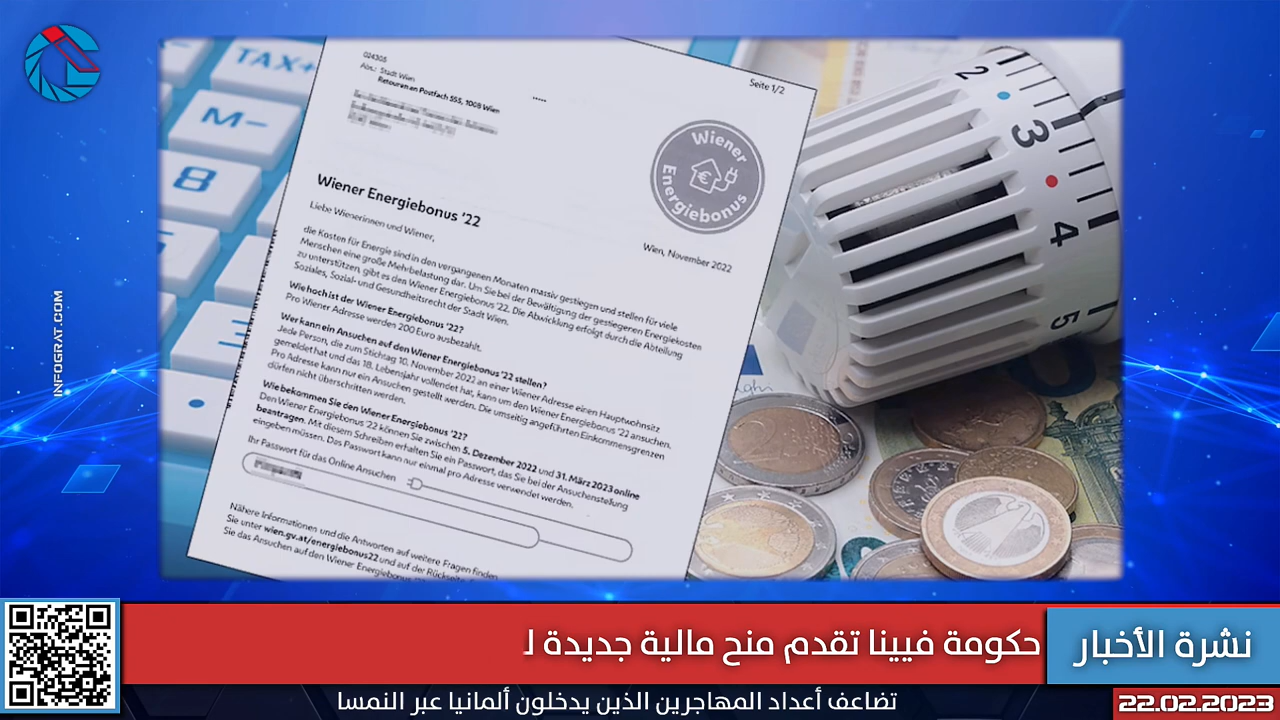 INFOGRAT.COM
TAX+
M-
8
5
3
024305
Abs.: Stadt Wien
Retouren an Postfach 555, 1008 Wien
Seite 1/2
Wiener
Energiebonus
Wien, November 2022
Wiener Energiebonus '22
Liebe Wienerinnen und Wiener,
die Kosten für Energie sind in den vergangenen Monaten massiv gestiegen und stellen für viele
Menschen eine große Mehrbelastung dar. Um Sie bei der Bewältigung der gestiegenen Energiekosten
zu unterstützen, gibt es den Wiener Energiebonus '22. Die Abwicklung erfolgt durch die Abteilung
Soziales, Sozial- und Gesundheitsrecht der Stadt Wien.
Wie hoch ist der Wiener Energiebonus '22?
Pro Wiener Adresse werden 200 Euro ausbezahlt.
Wer kann ein Ansuchen auf den Wiener Energiebonus '22 stellen?
Jede Person, die zum Stichtag 10. November 2022 an einer Wiener Adresse einen Hauptwohnsitz
gemeldet hat und das 18. Lebensjahr vollendet hat, kann um den Wiener Energiebonus '22 ansuchen.
Pro Adresse kann nur ein Ansuchen gestellt werden. Die umseitig angeführten Einkommensgrenzen
dürfen nicht überschritten werden.
Wie bekommen Sie den Wiener Energiebonus '22?
Den Wiener Energiebonus '22 können Sie zwischen 5. Dezember 2022 und 31. März 2023 online
beantragen. Mit diesem Schreiben erhalten Sie ein Passwort, das Sie bei der Ansuchenstellung
eingeben müssen. Das Passwort kann nur einmal pro Adresse verwendet werden.
Ihr Passwort für das Online Ansuchen
Nähere Informationen und die Antworten auf weitere Fragen finden
Sie unter wien.gv.at/energiebonus22 und auf der Rückseite
Sie das Ansuchen auf den Wiener Energiebonus
2
3
4
5
نشرة الأخبار
حكومة فيينا تقدم منح مالية جديدة لـ
تضاعف أعداد المهاجرين الذين يدخلون ألمانيا عبر النمسا
22.02.2023